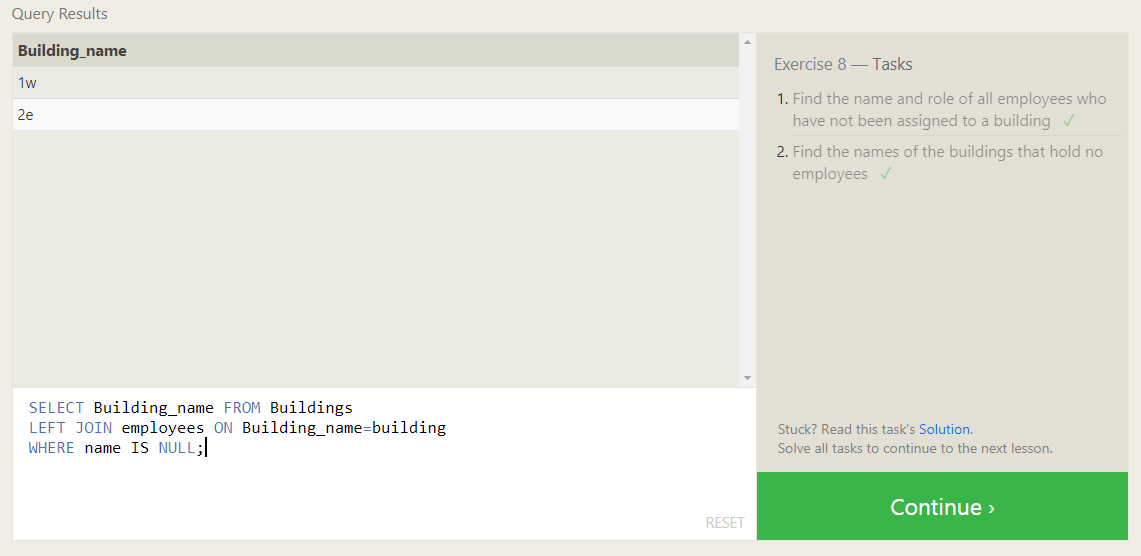 Query Results
Building_name
1w
2e
SELECT Building_name FROM Buildings
LEFT JOIN employees ON Building_name=building
WHERE name IS NULL;
RESET
Exercise 8 — Tasks
1. Find the name and role of all employees who
have not been assigned to a building ✓
2. Find the names of the buildings that hold no
employees ✓
Stuck? Read this task's Solution.
Solve all tasks to continue to the next lesson.
Continue ›